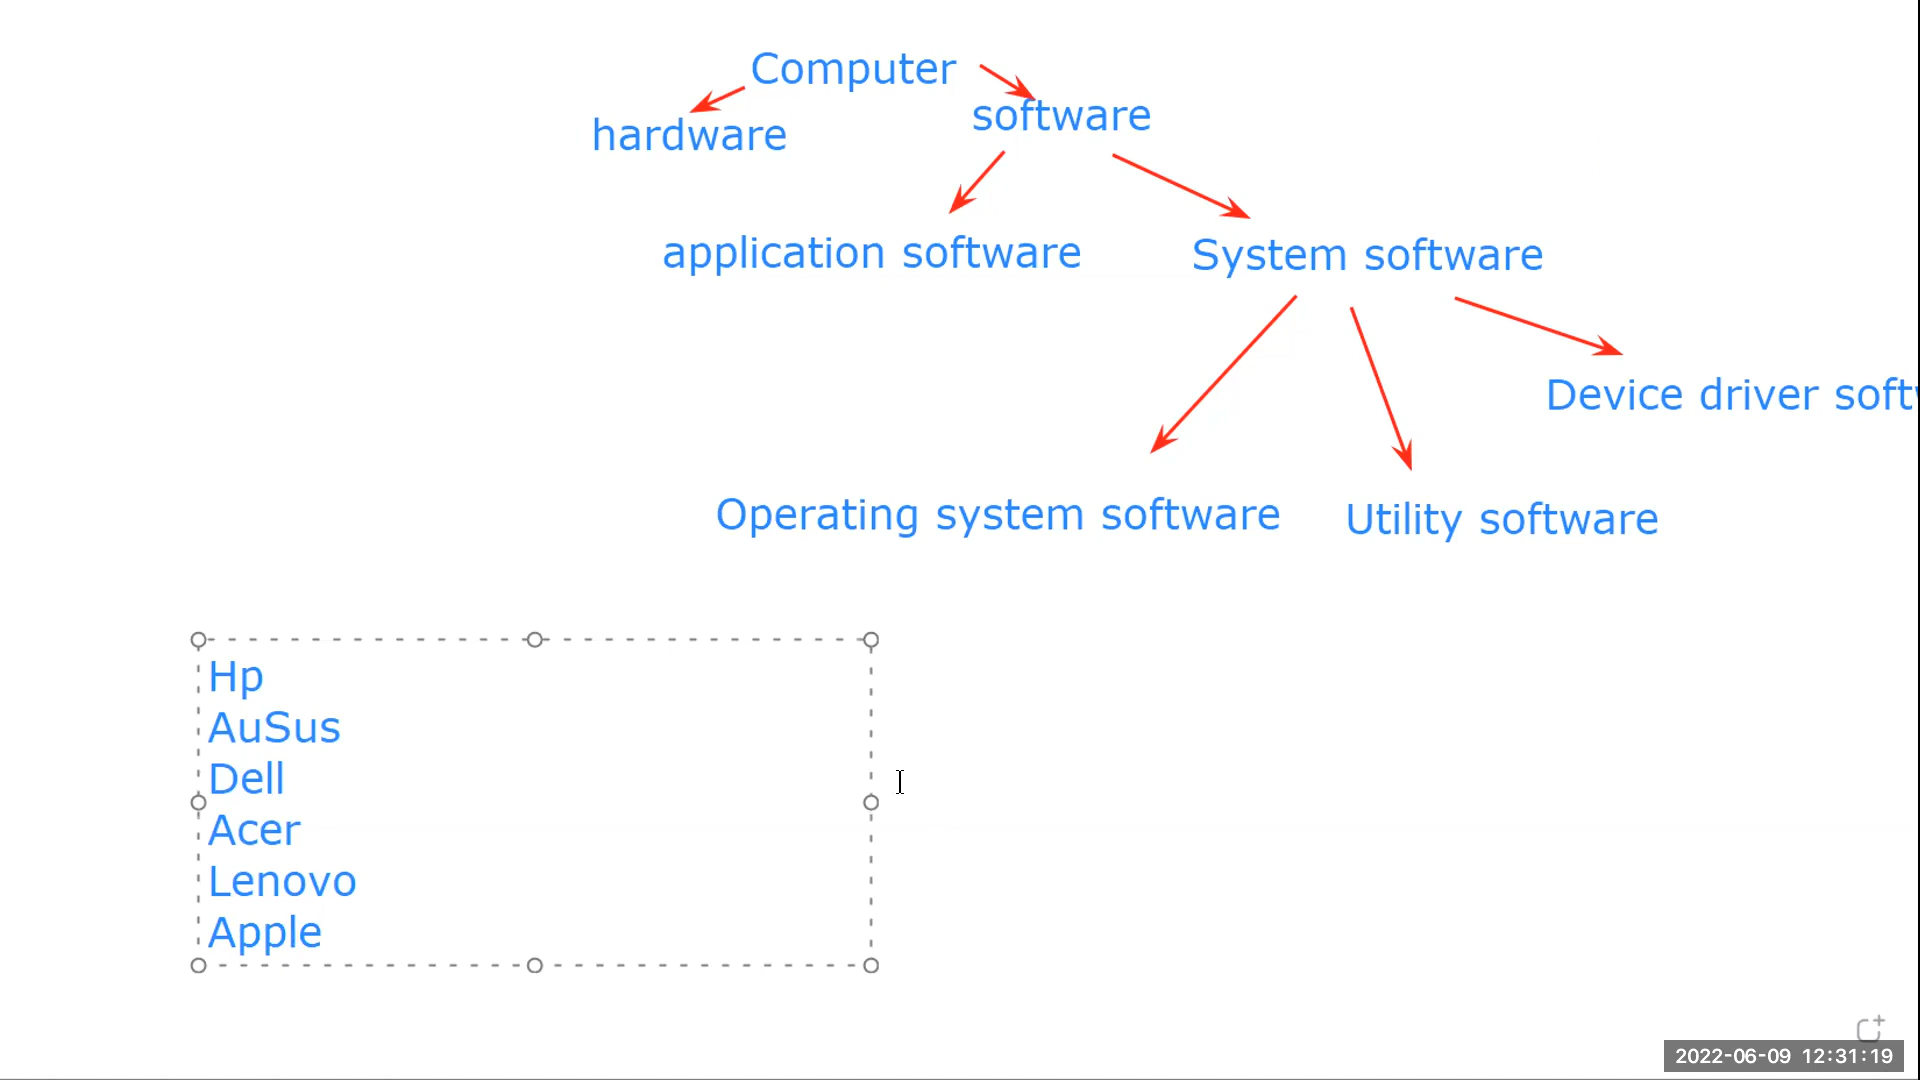 Computer
hardware
software
application software
System software
Device driver
Operating system software
Utility software
Hp
AuSus
Dell
Acer
Lenovo
Apple
2022-06-09 12:31:19